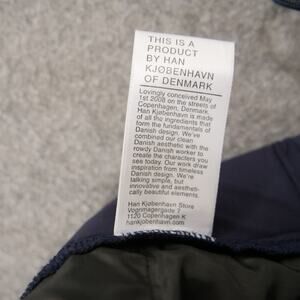 THIS IS A
PRODUCT
BY HAN
KJØBENHAVN
OF DENMARK
Lovingly conceived May
1st 2008 on the streets of
Copenhagen, Denmark.
Han Kjøbenhavn is made
of all the ingredients that
form the fundamentals of
Danish design. We've
combined our clean
Danish aesthetic with the
rowdy Danish worker to
create the characters you
see today. Our work draws
inspiration from timeless
Danish design. We're
talking simple, but
innovative and aestheti-
cally beautiful elements.
Han Kjøbenhavn Store
Vognmagergade 7
1120 Copenhagen K
hankjobenhavn.com